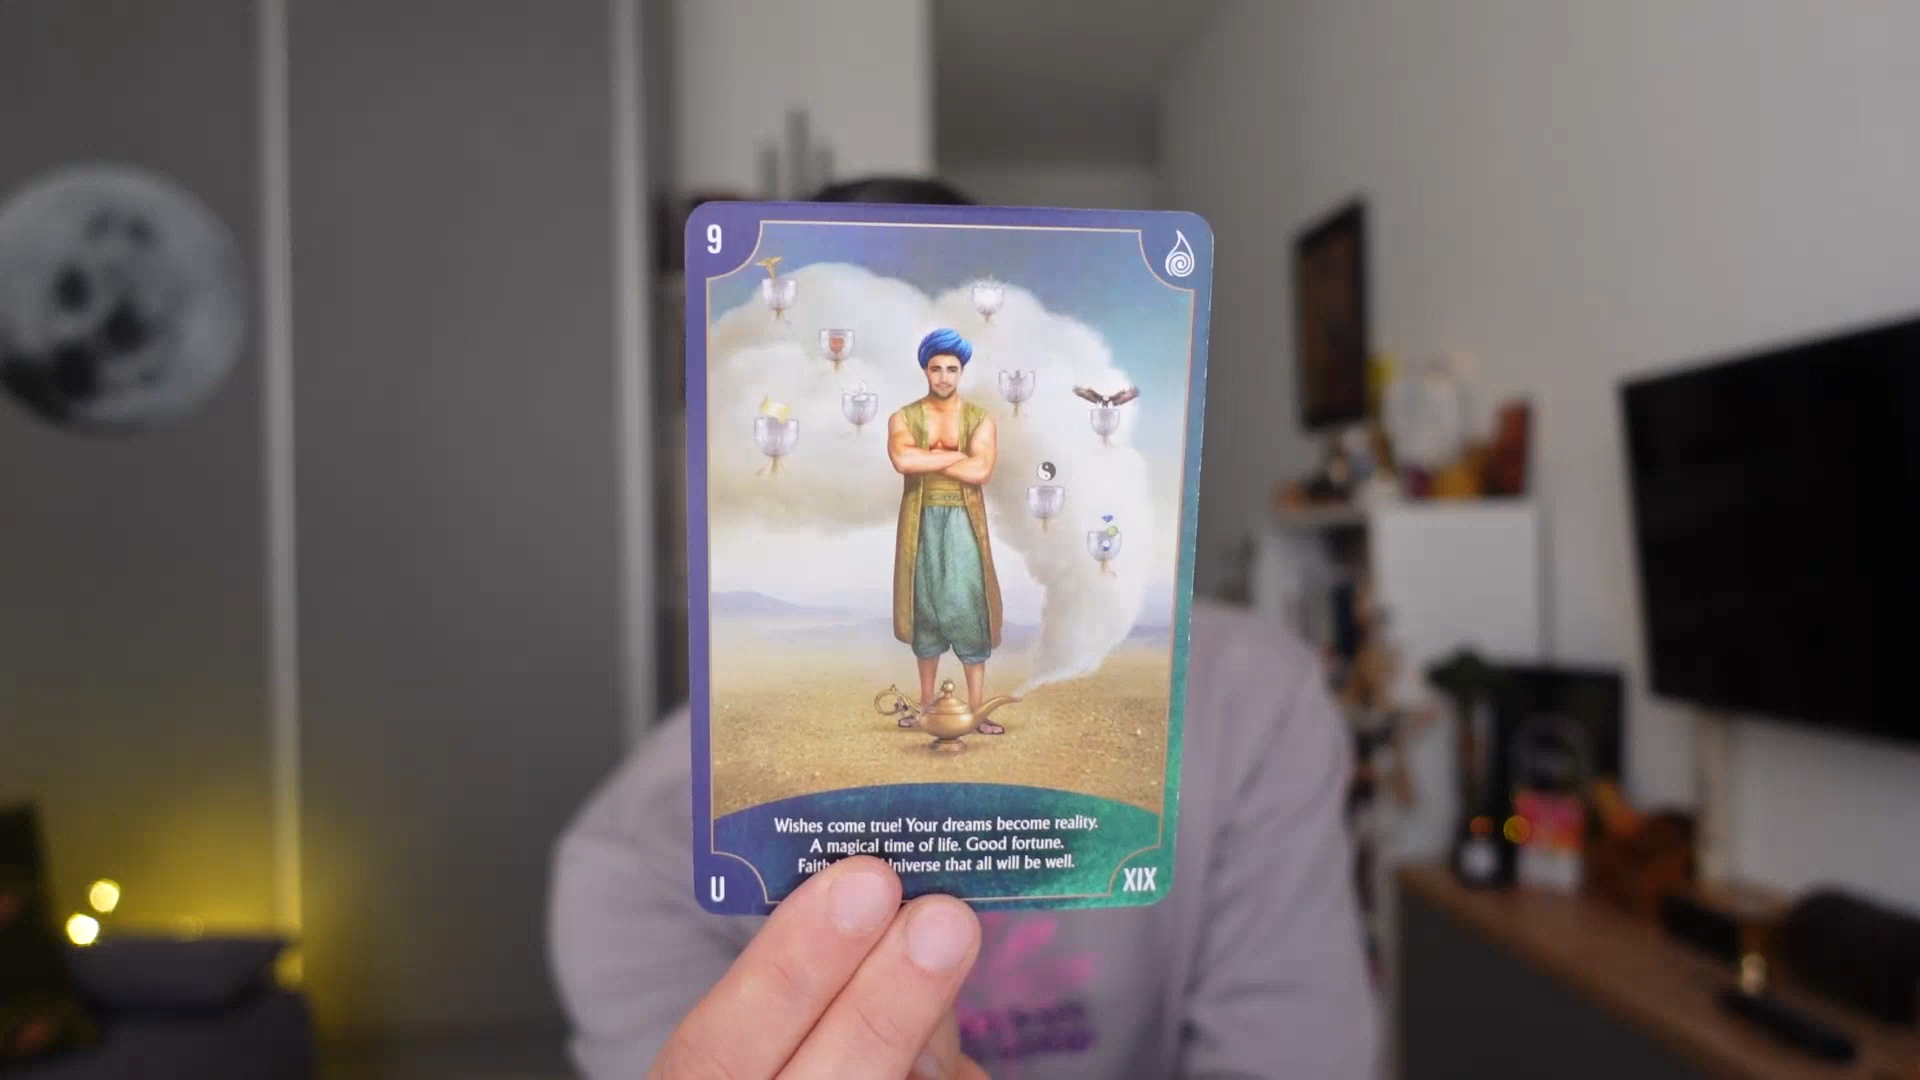 9
Wishes come true! Your dreams become reality.
A magical time of life. Good fortune.
Faith Universe that all will be well.
U
XIX